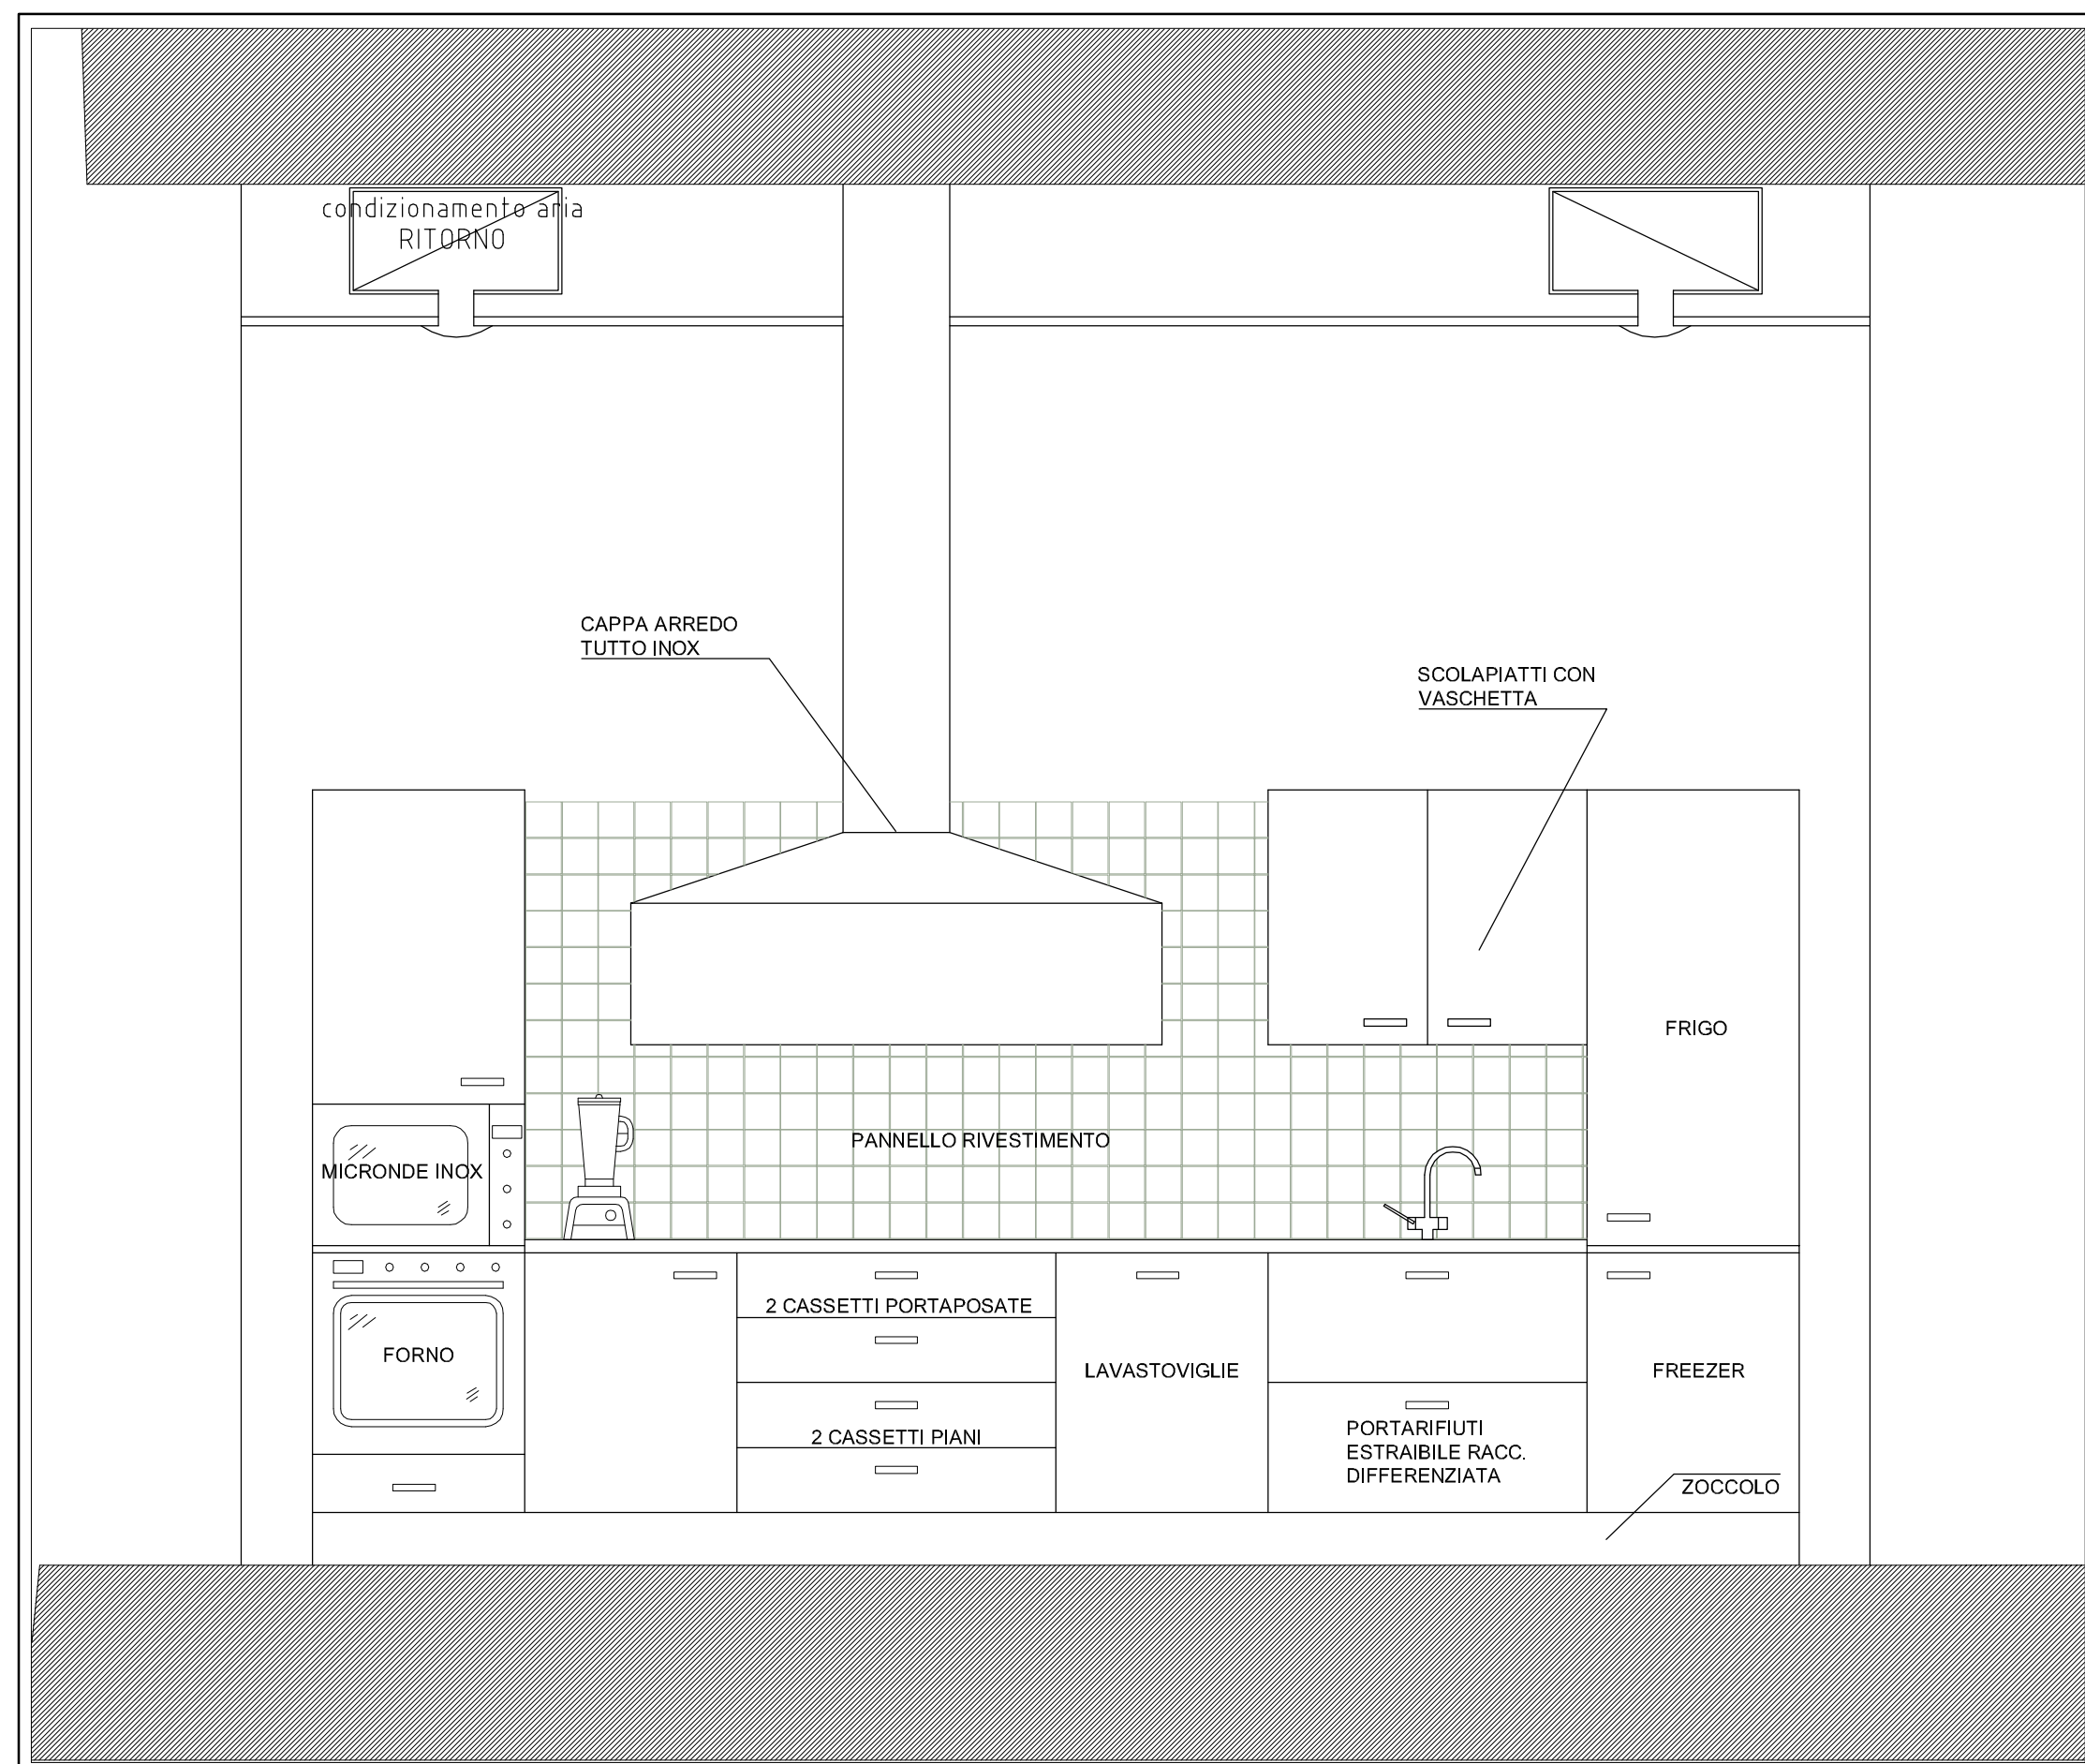 condizionamento aria
RITORNO
CAPPA ARREDO
TUTTO INOX
SCOLAPIATTI CON
VASCHETTA
FRIGO
PANNELLO RIVESTIMENTO
MICRONDE INOX
2 CASSETTI PORTAPOSATE
FORNO
LAVASTOVIGLIE
FREEZER
2 CASSETTI PIANI
PORTARIFIUTI
ESTRAIBILE RACC.
DIFFERENZIATA
ZOCCOLO